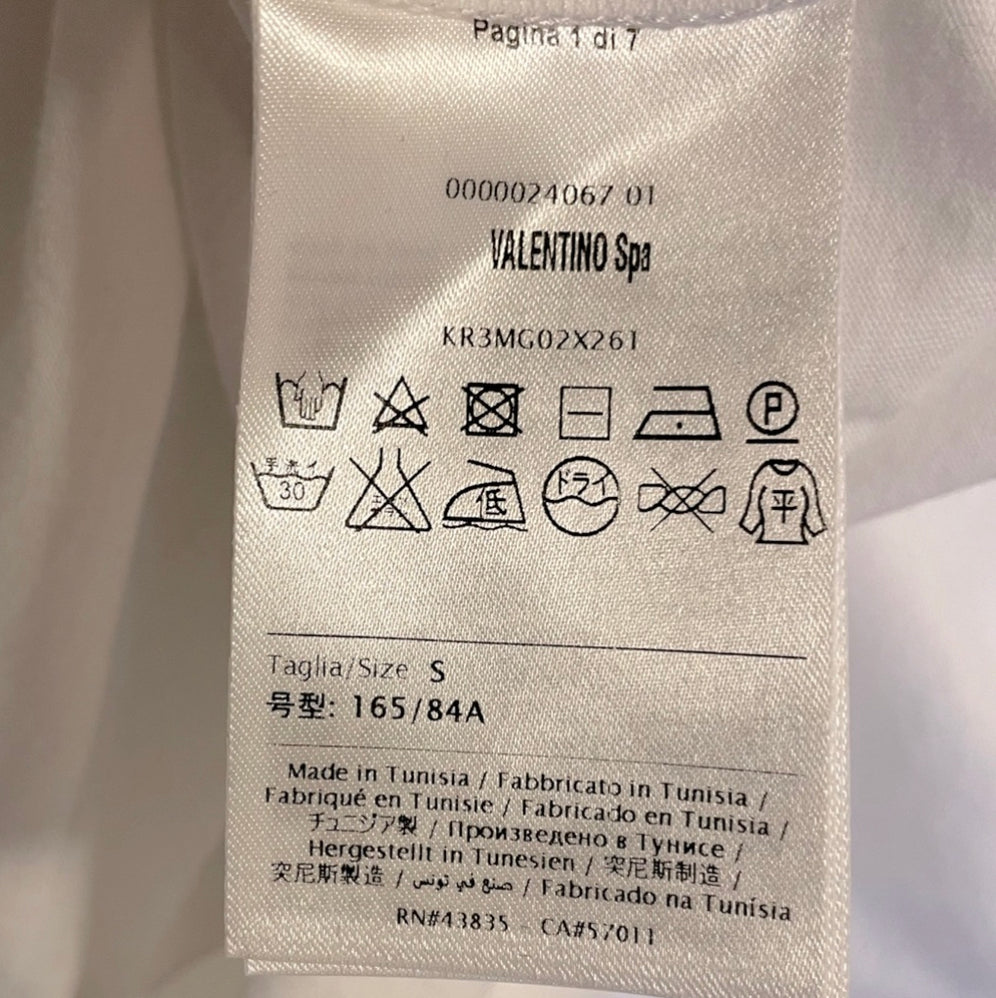 Pagina 1 di 7
0000024067 01
VALENTINO Spa
KR3MG02X261
P
手ホイ
30
低
ドライ
平
Taglia/Size S
号型: 165/84A
Made in Tunisia / Fabbricato in Tunisia /
Fabriqué en Tunisie / Fabricado en Tunisia /
チュニジア製 / Произведено в Тунисе /
Hergestellt in Tunesien / 突尼斯制造 /
突尼斯製造 / صنع في تونس / Fabricado na Tunísia
RN#43835 - CA#57011